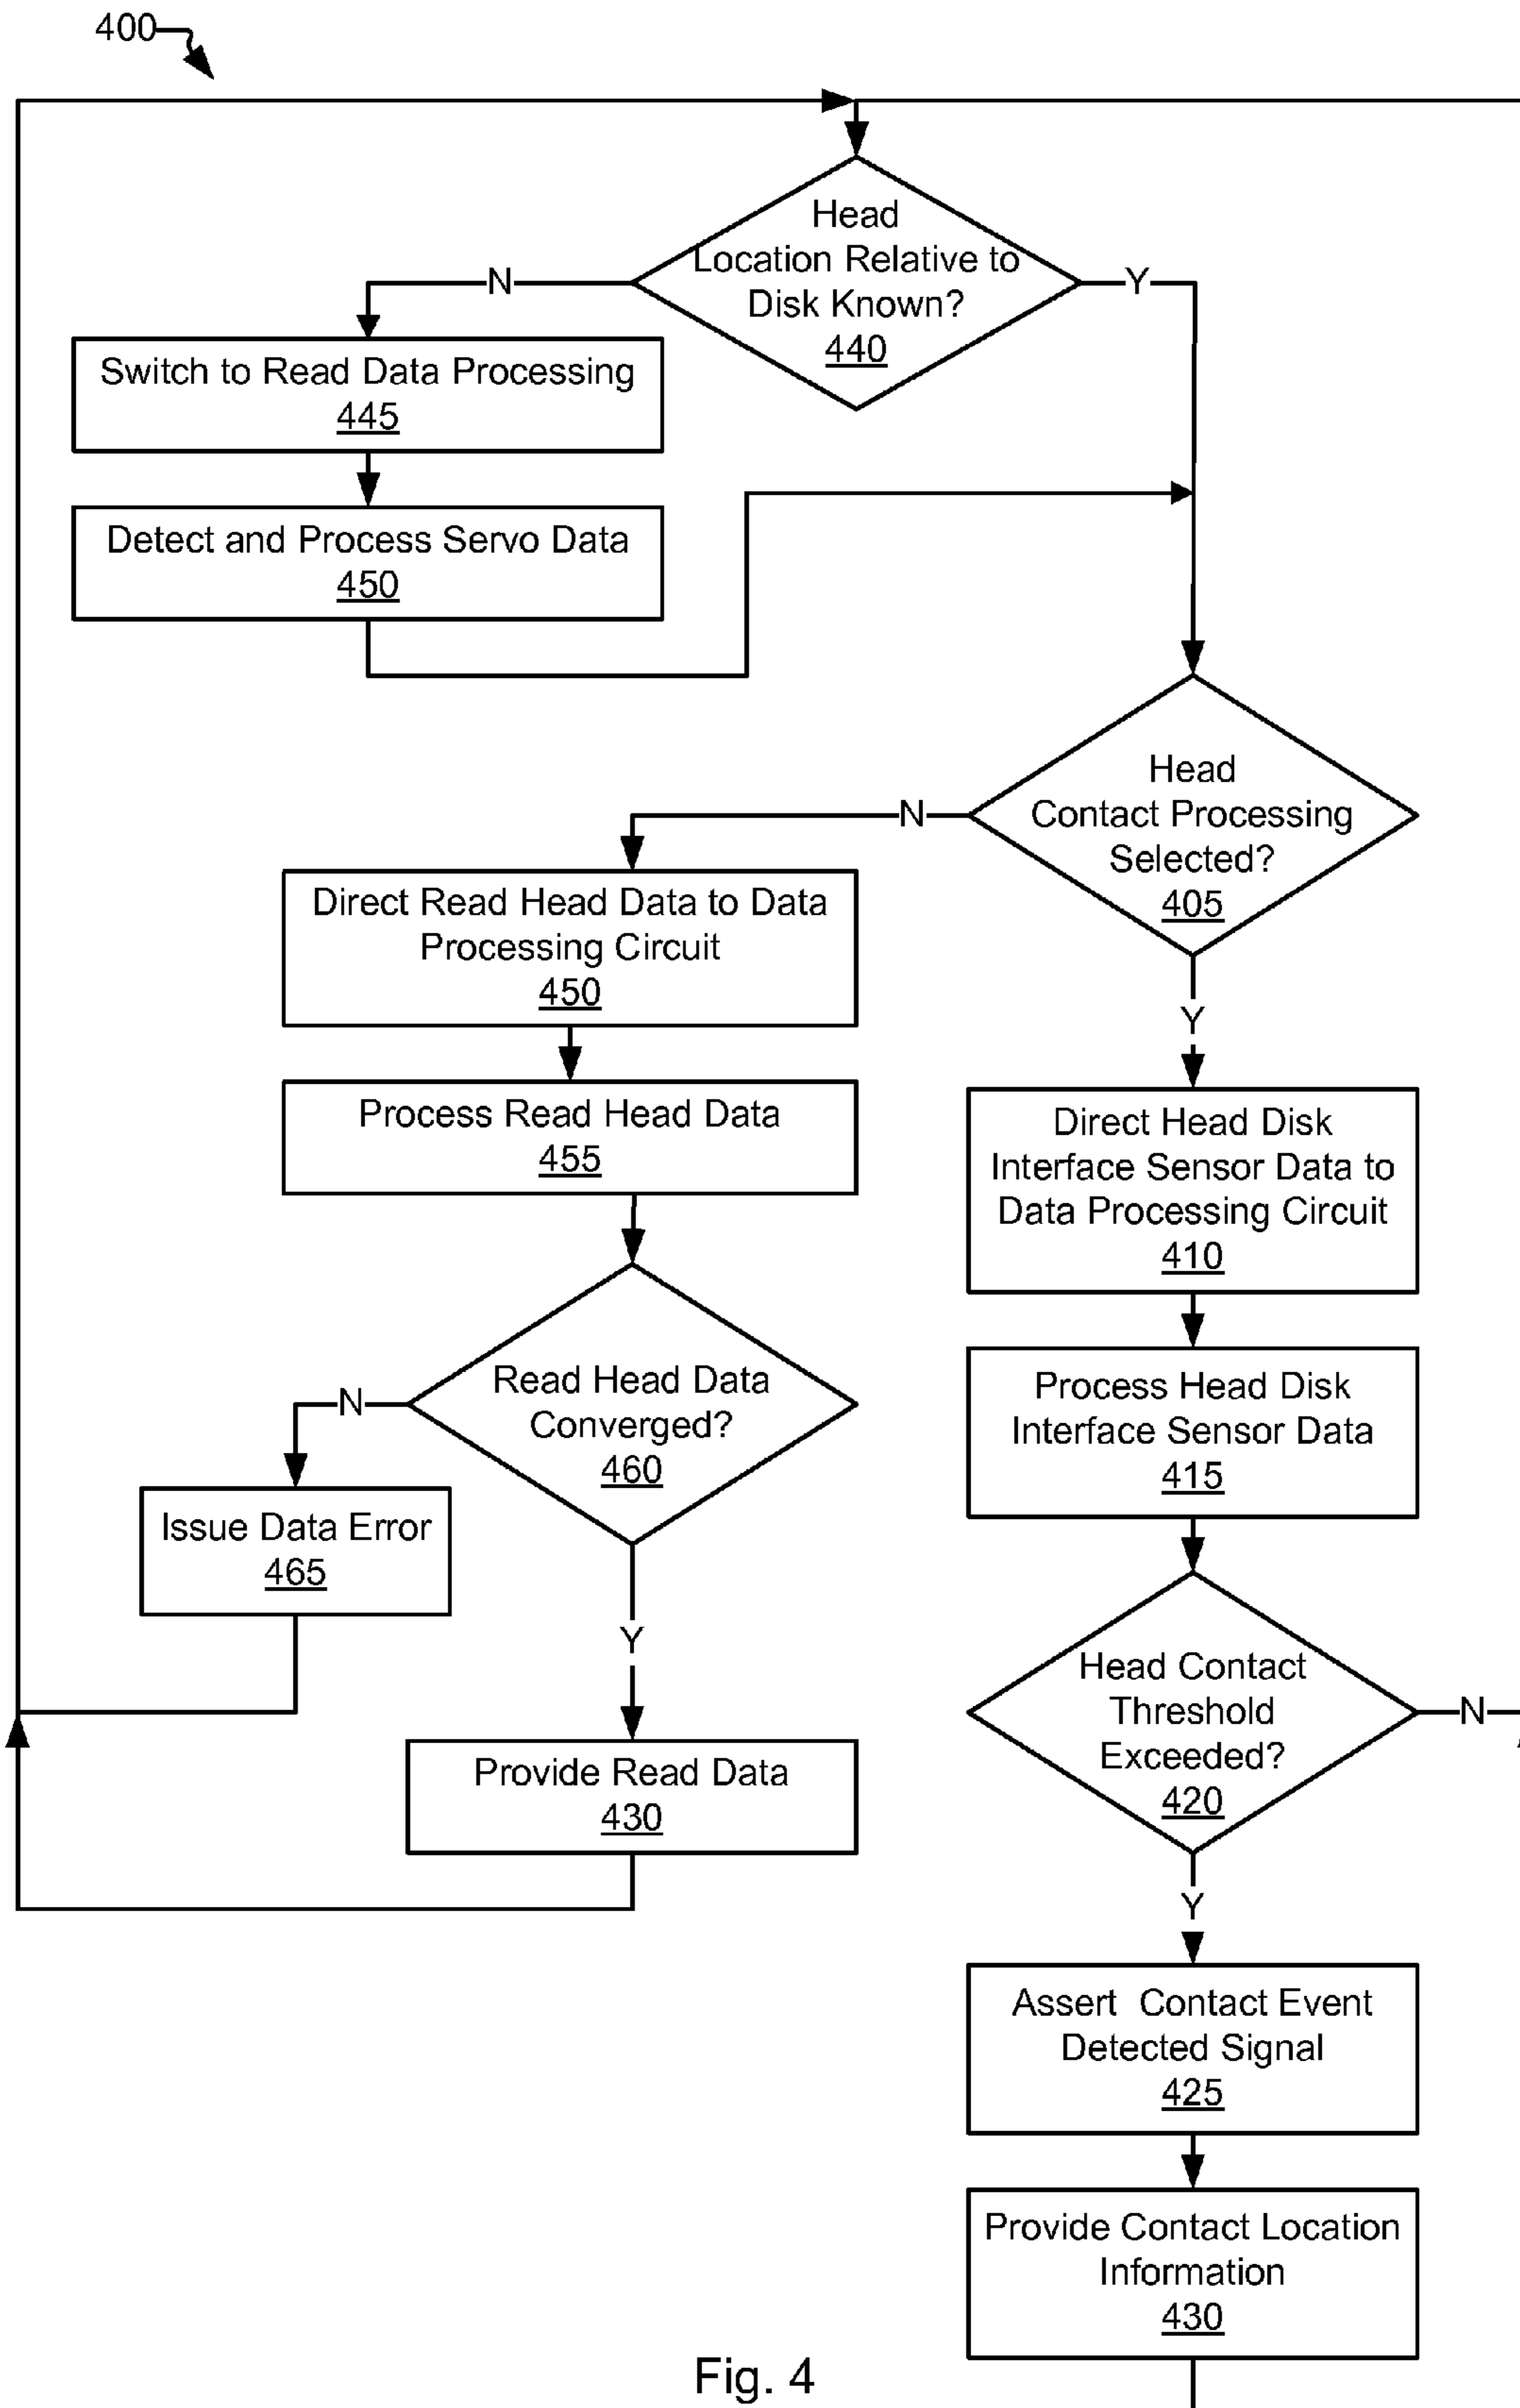 400
Head
Location Relative to
Disk Known?
440
N
Y
Switch to Read Data Processing
445
Detect and Process Servo Data
450
Head
Contact Processing
Selected?
405
N
Y
Direct Read Head Data to Data
Processing Circuit
450
Process Read Head Data
455
Direct Head Disk
Interface Sensor Data to
Data Processing Circuit
410
Process Head Disk
Interface Sensor Data
415
Read Head Data
Converged?
460
N
Y
Issue Data Error
465
Provide Read Data
430
Head Contact
Threshold
Exceeded?
420
N
Y
Assert  Contact Event
Detected Signal
425
Provide Contact Location
Information
430
Fig. 4